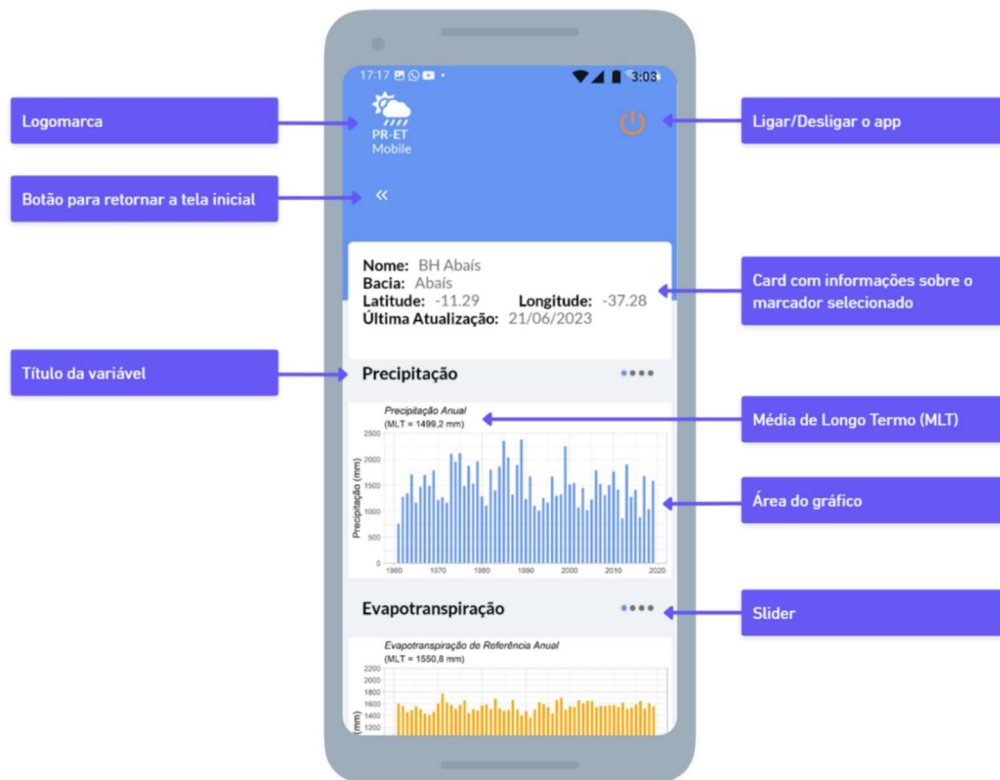 17:17
3:03
Logomarca
PR-ET
Mobile
Ligar/Desligar o app
Botão para retornar a tela inicial
«
Nome: BH Abaís
Bacia: Abaís
Latitude: -11.29 Longitude: -37.28
Última Atualização: 21/06/2023
Card com informações sobre o
marcador selecionado
Título da variável
Precipitação
Precipitação Anual
(MLT = 1499,2 mm)
Média de Longo Termo (MLT)
Precipitação (mm)
2500
2000
1500
1000
500
0
1960 1970 1980 1990 2000 2010 2020
Área do gráfico
Evapotranspiração
Slider
Evapotranspiração de Referência Anual
(MLT = 1550,8 mm)
(mm)
2200
2000
1800
1600
1400
1200